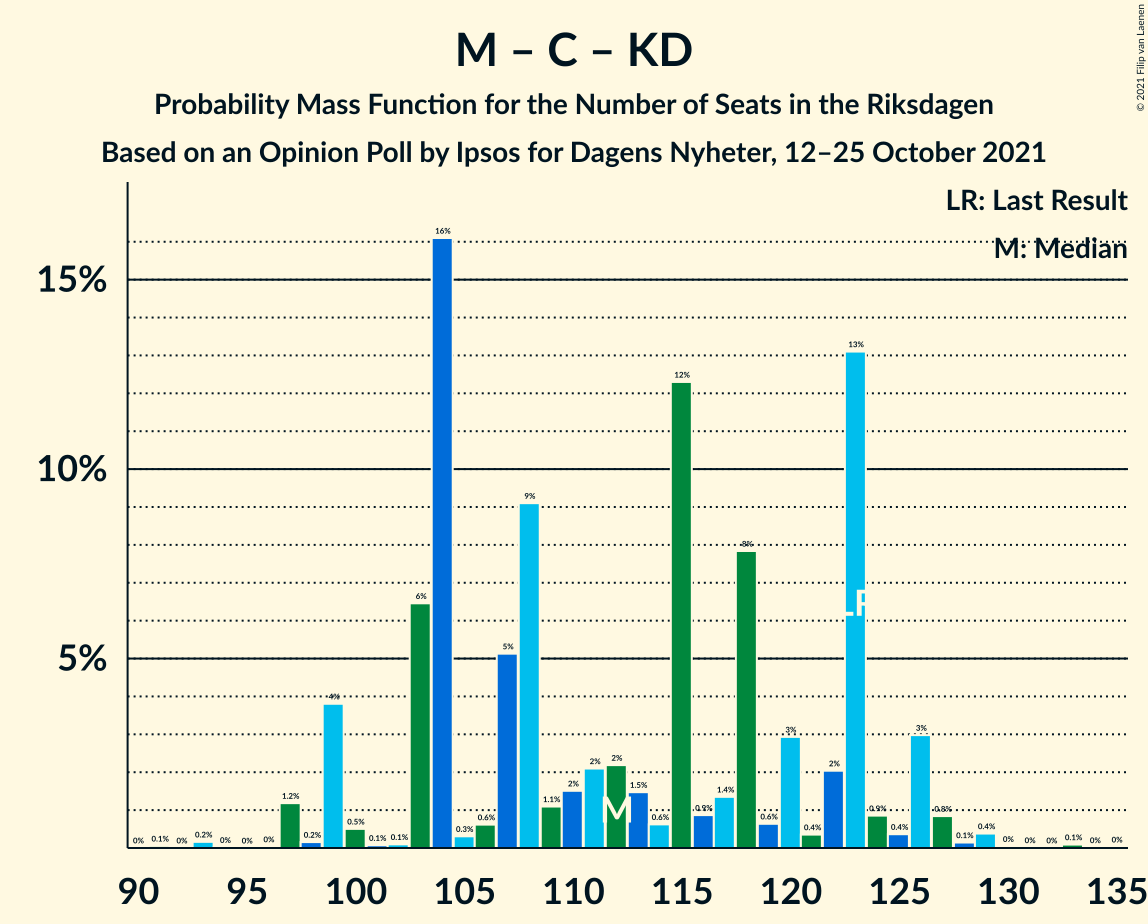 M – C – KD
Probability Mass Function for the Number of Seats in the Riksdagen
Based on an Opinion Poll by Ipsos for Dagens Nyheter, 12–25 October 2021
© 2021 Filip van Laenen
LR: Last Result
M: Median
15%
10%
5%
0% 0.1% 0% 0.2% 0% 0% 0% 1.2% 0.2% 4% 0.5% 0.1% 0.1% 6% 16% 0.3% 0.6% 5% 9% 1.1% 2% 2% 2% 1.5% 0.6% 12% 0.9% 1.4% 8% 0.6% 3% 0.4% 2% 13% 0.9% 0.4% 3% 0.8% 0.1% 0.4% 0% 0% 0% 0.1% 0% 0%
M
LR
90 95 100 105 110 115 120 125 130 135